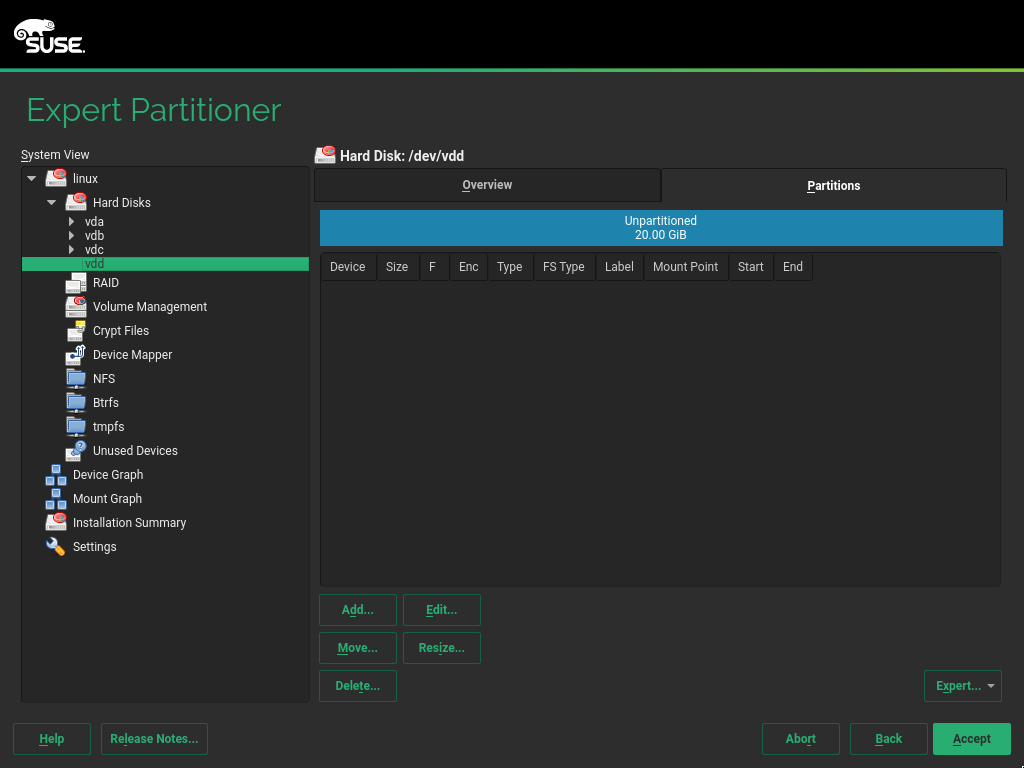 SUSE.
Expert Partitioner
System View
linux
Hard Disks
vda
vdb
vdc
vdd
RAID
Volume Management
Crypt Files
Device Mapper
NFS
Btrfs
tmpfs
Unused Devices
Device Graph
Mount Graph
Installation Summary
Settings
Hard Disk: /dev/vdd
Overview Partitions
Unpartitioned
20.00 GiB
Device Size F Enc Type FS Type Label Mount Point Start End
Add... Edit...
Move... Resize...
Delete... Expert...
Help Release Notes... Abort Back Accept